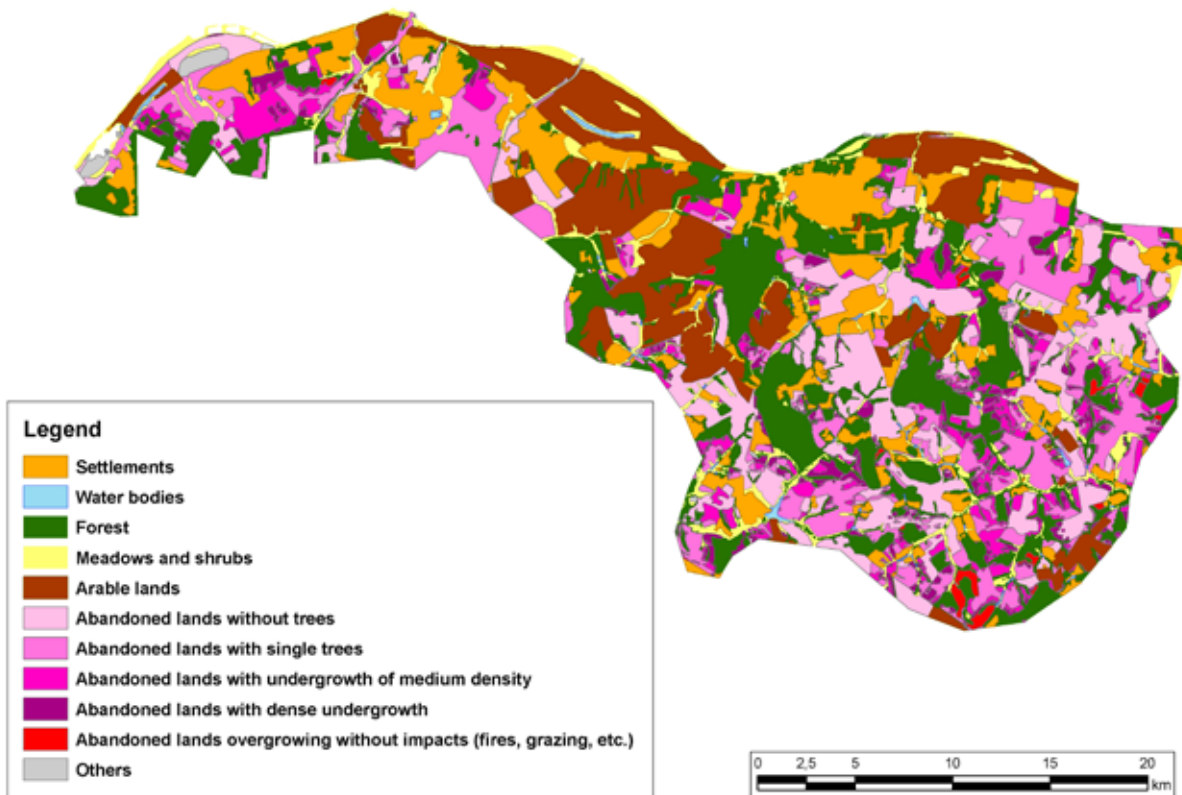 Legend
Settlements
Water bodies
Forest
Meadows and shrubs
Arable lands
Abandoned lands without trees
Abandoned lands with single trees
Abandoned lands with undergrowth of medium density
Abandoned lands with dense undergrowth
Abandoned lands overgrowing without impacts (fires, grazing, etc.)
Others
0 2,5 5 10 15 20
km